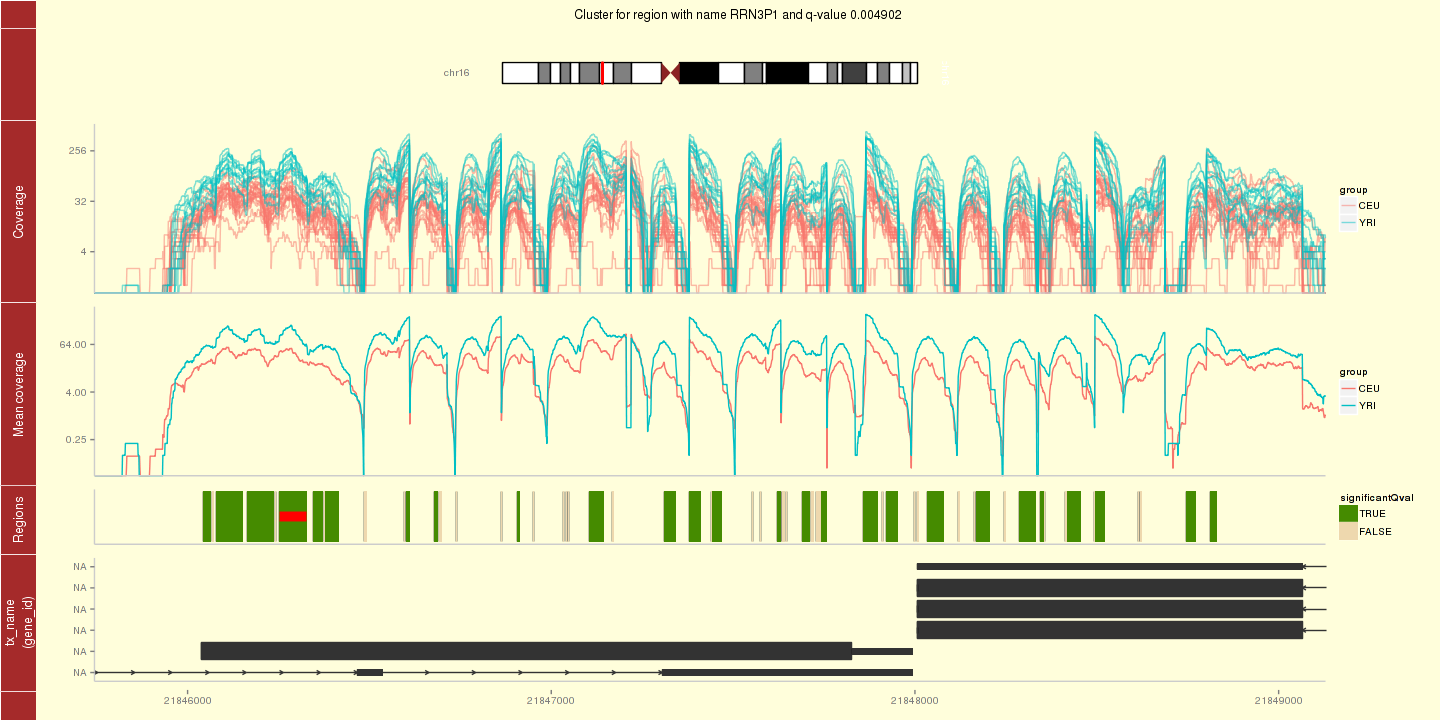 Cluster for region with name RRN3P1 and q-value 0.004902
chr16
Coverage
256
32
4
group
CEU
YRI
Mean coverage
64.00
4.00
0.25
group
CEU
YRI
Regions
significantQval
TRUE
FALSE
tx_name
(gene_id)
NA
NA
NA
NA
NA
NA
21846000
21847000
21848000
21849000